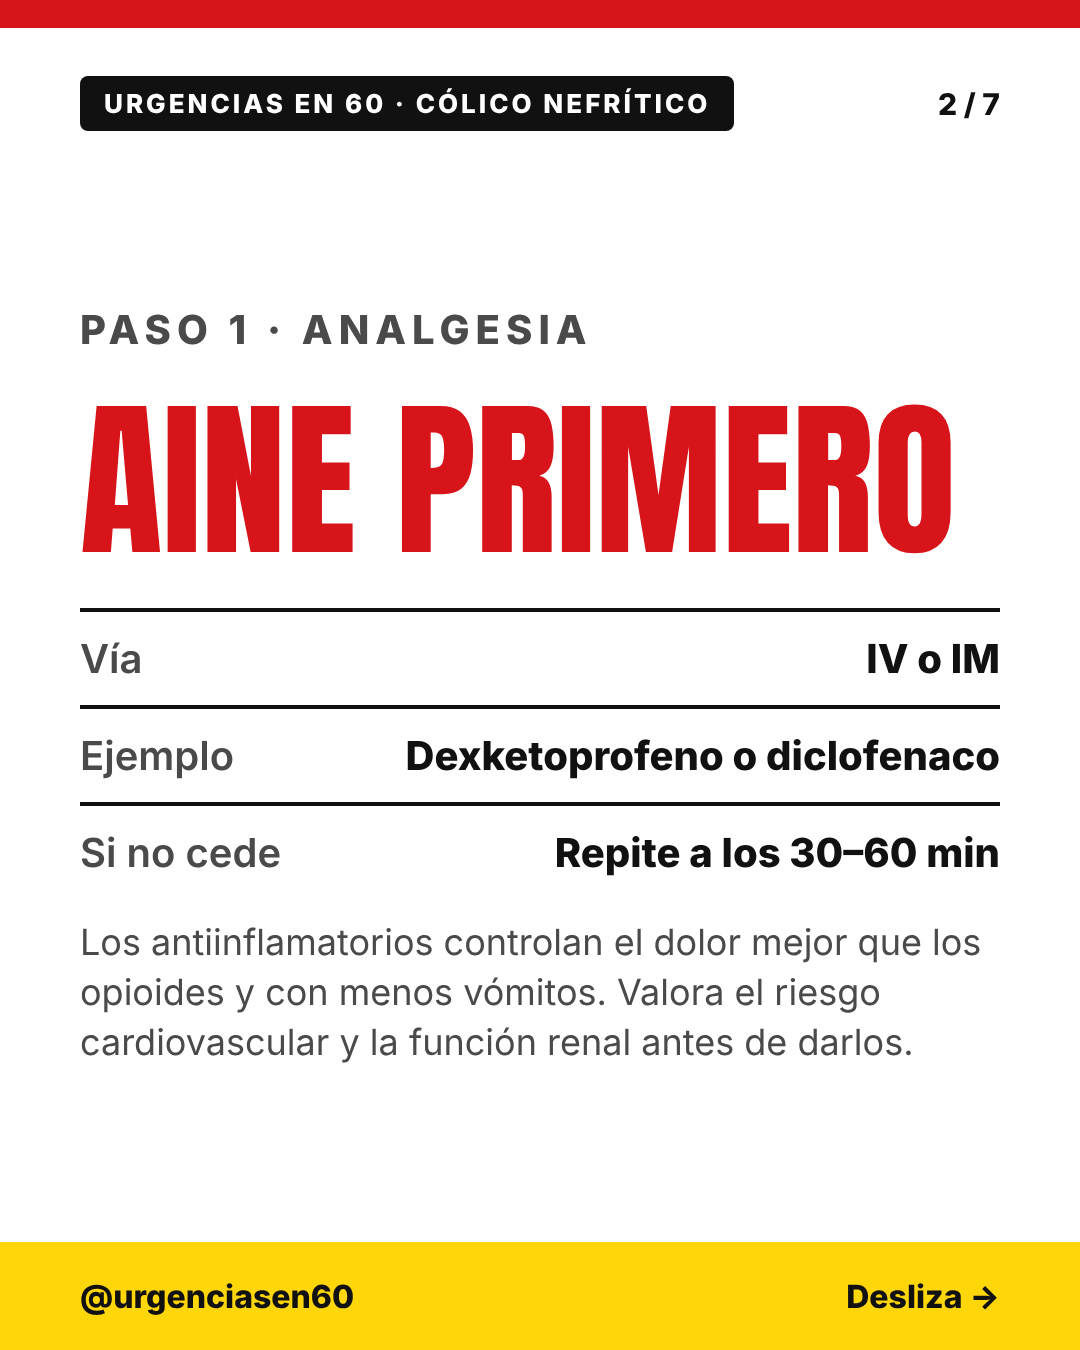 URGENCIAS EN 60 · CÓLICO NEFRÍTICO
2 / 7
PASO 1 · ANALGESIA
AINE PRIMERO
Vía IV o IM
Ejemplo Dexketoprofeno o diclofenaco
Si no cede Repite a los 30–60 min
Los antiinflamatorios controlan el dolor mejor que los
opioides y con menos vómitos. Valora el riesgo
cardiovascular y la función renal antes de darlos.
@urgenciasen60
Desliza →